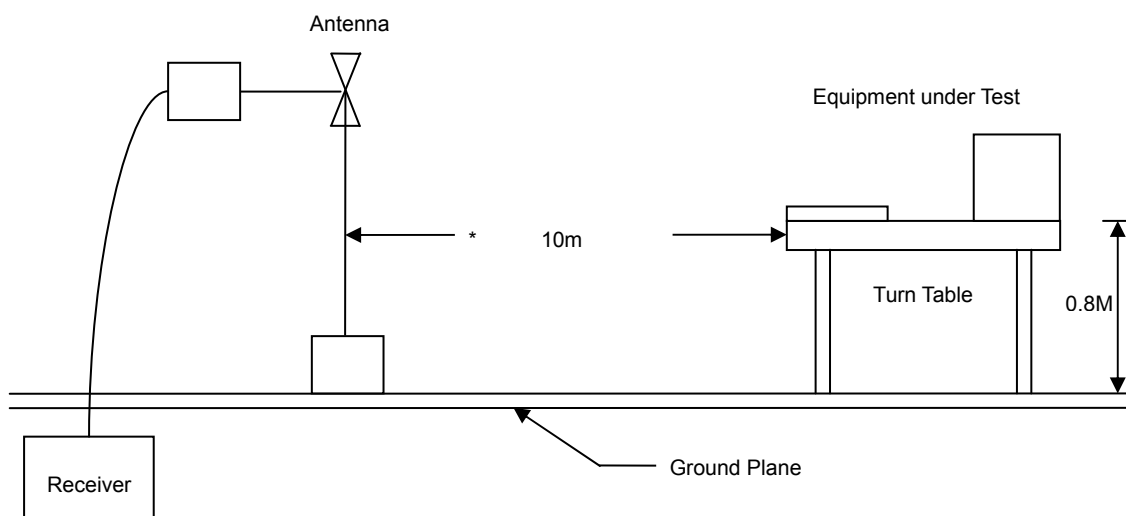 Antenna
Equipment under Test
* 10m
Turn Table
0.8M
Ground Plane
Receiver